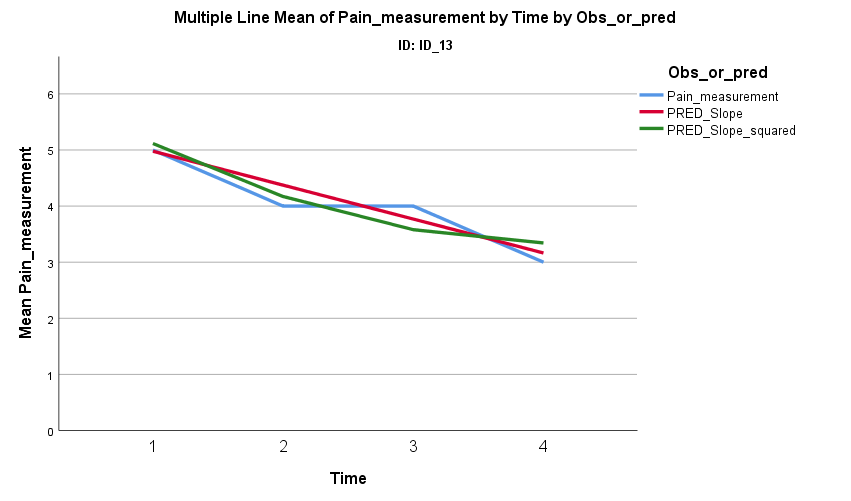 Multiple Line Mean of Pain_measurement by Time by Obs_or_pred
ID: ID_13
Obs_or_pred
Pain_measurement
PRED_Slope
PRED_Slope_squared
Mean Pain_measurement
6
5
4
3
2
1
0
1 2 3 4
Time